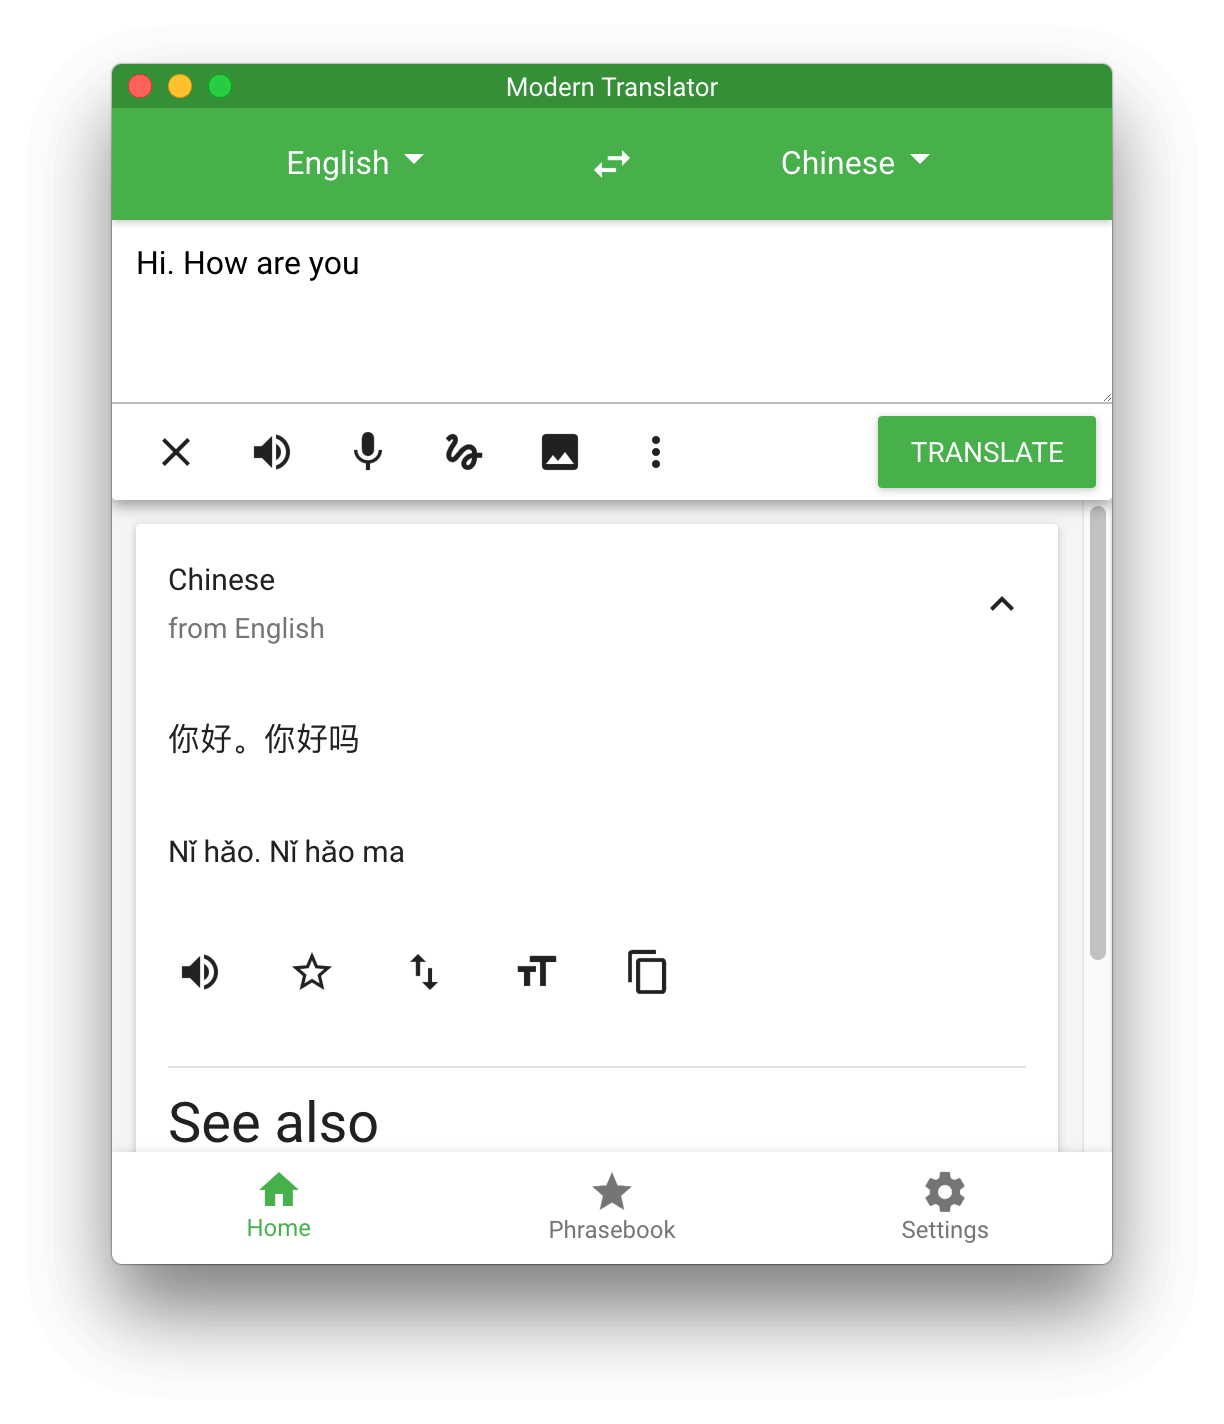 Modern Translator
English
Chinese
Hi. How are you
TRANSLATE
Chinese
from English
你好。你好吗
Nǐ hǎo. Nǐ hǎo ma
See also
Home
Phrasebook
Settings